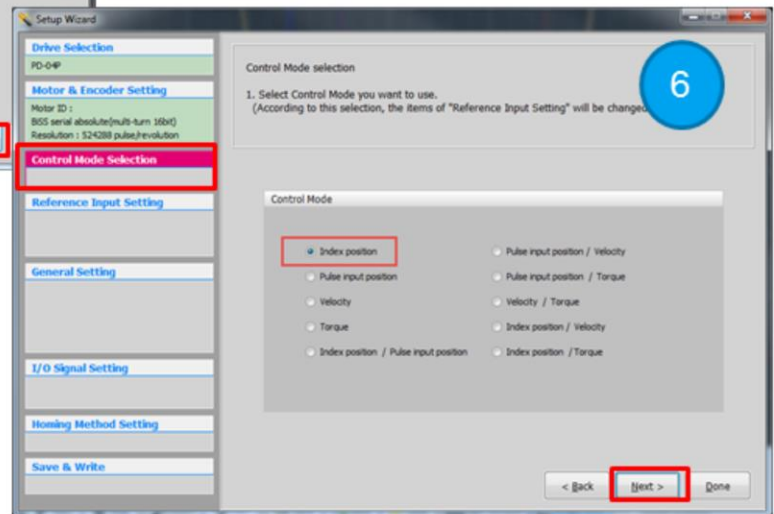 Setup Wizard
Drive Selection
PD-04P
Motor & Encoder Setting
Motor ID :
BiSS serial absolute(multi-turn 16bit)
Resolution : 524288 pulse/revolution
Control Mode Selection
Reference Input Setting
General Setting
I/O Signal Setting
Homing Method Setting
Save & Write
Control Mode selection
1. Select Control Mode you want to use.
(According to this selection, the items of "Reference Input Setting" will be changed
6
Control Mode
Index position
Pulse input position / Velocity
Pulse input position
Pulse input position / Torque
Velocity
Velocity / Torque
Torque
Index position / Velocity
Index position / Pulse input position
Index position /Torque
< Back
Next >
Done